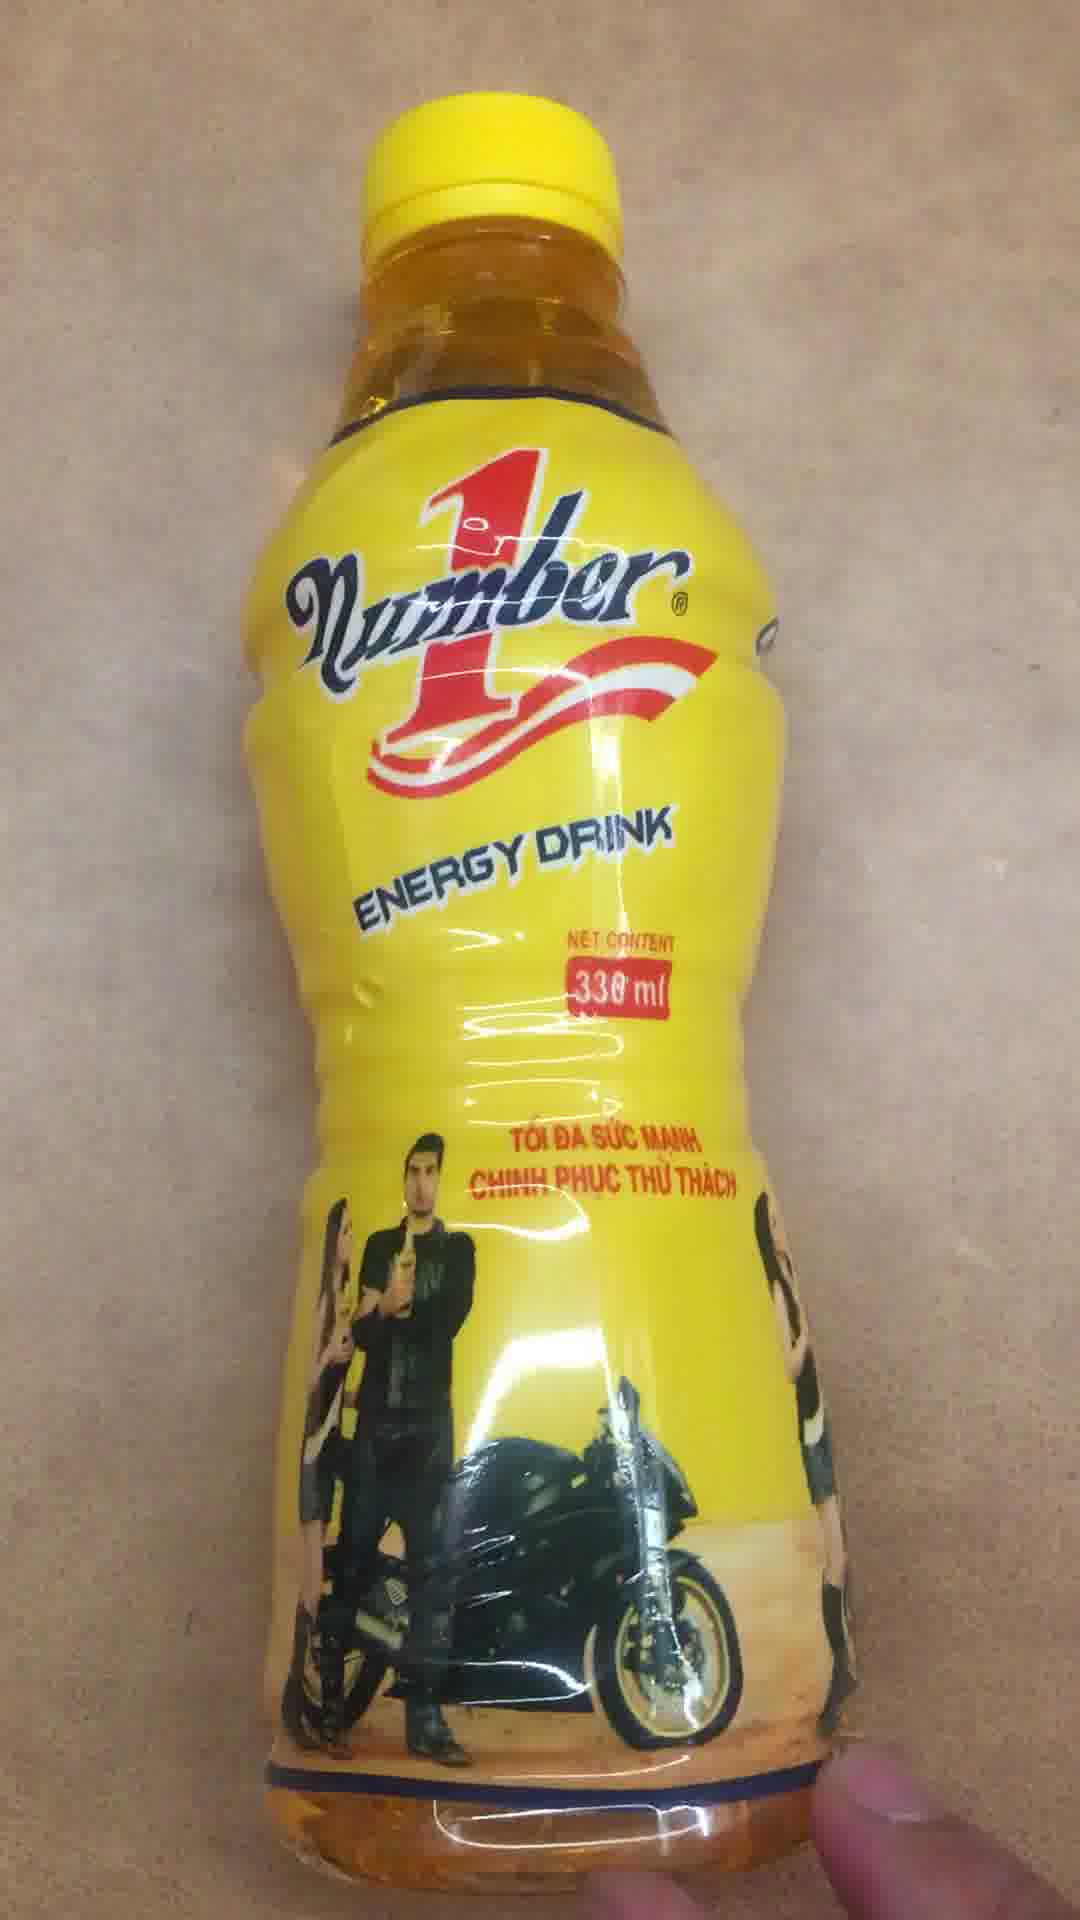 Number 1 ®
ENERGY DRINK
NET CONTENT
330 ml
TỐI ĐA SỨC MẠNH
CHINH PHỤC THỬ THÁCH